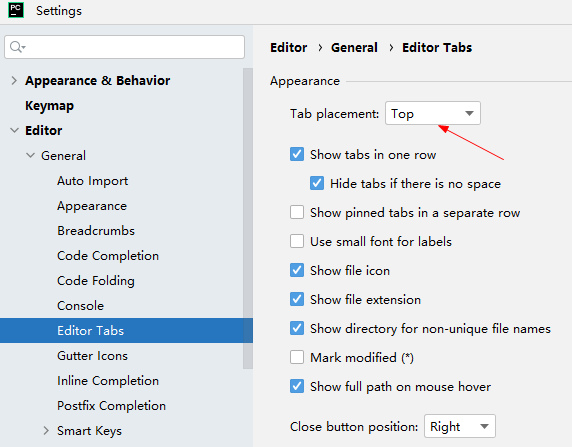 PC
Settings
Appearance & Behavior
Keymap
Editor
General
Auto Import
Appearance
Breadcrumbs
Code Completion
Code Folding
Console
Editor Tabs
Gutter Icons
Inline Completion
Postfix Completion
Smart Keys
Editor › General › Editor Tabs
Appearance
Tab placement: Top
Show tabs in one row
Hide tabs if there is no space
Show pinned tabs in a separate row
Use small font for labels
Show file icon
Show file extension
Show directory for non-unique file names
Mark modified (*)
Show full path on mouse hover
Close button position: Right